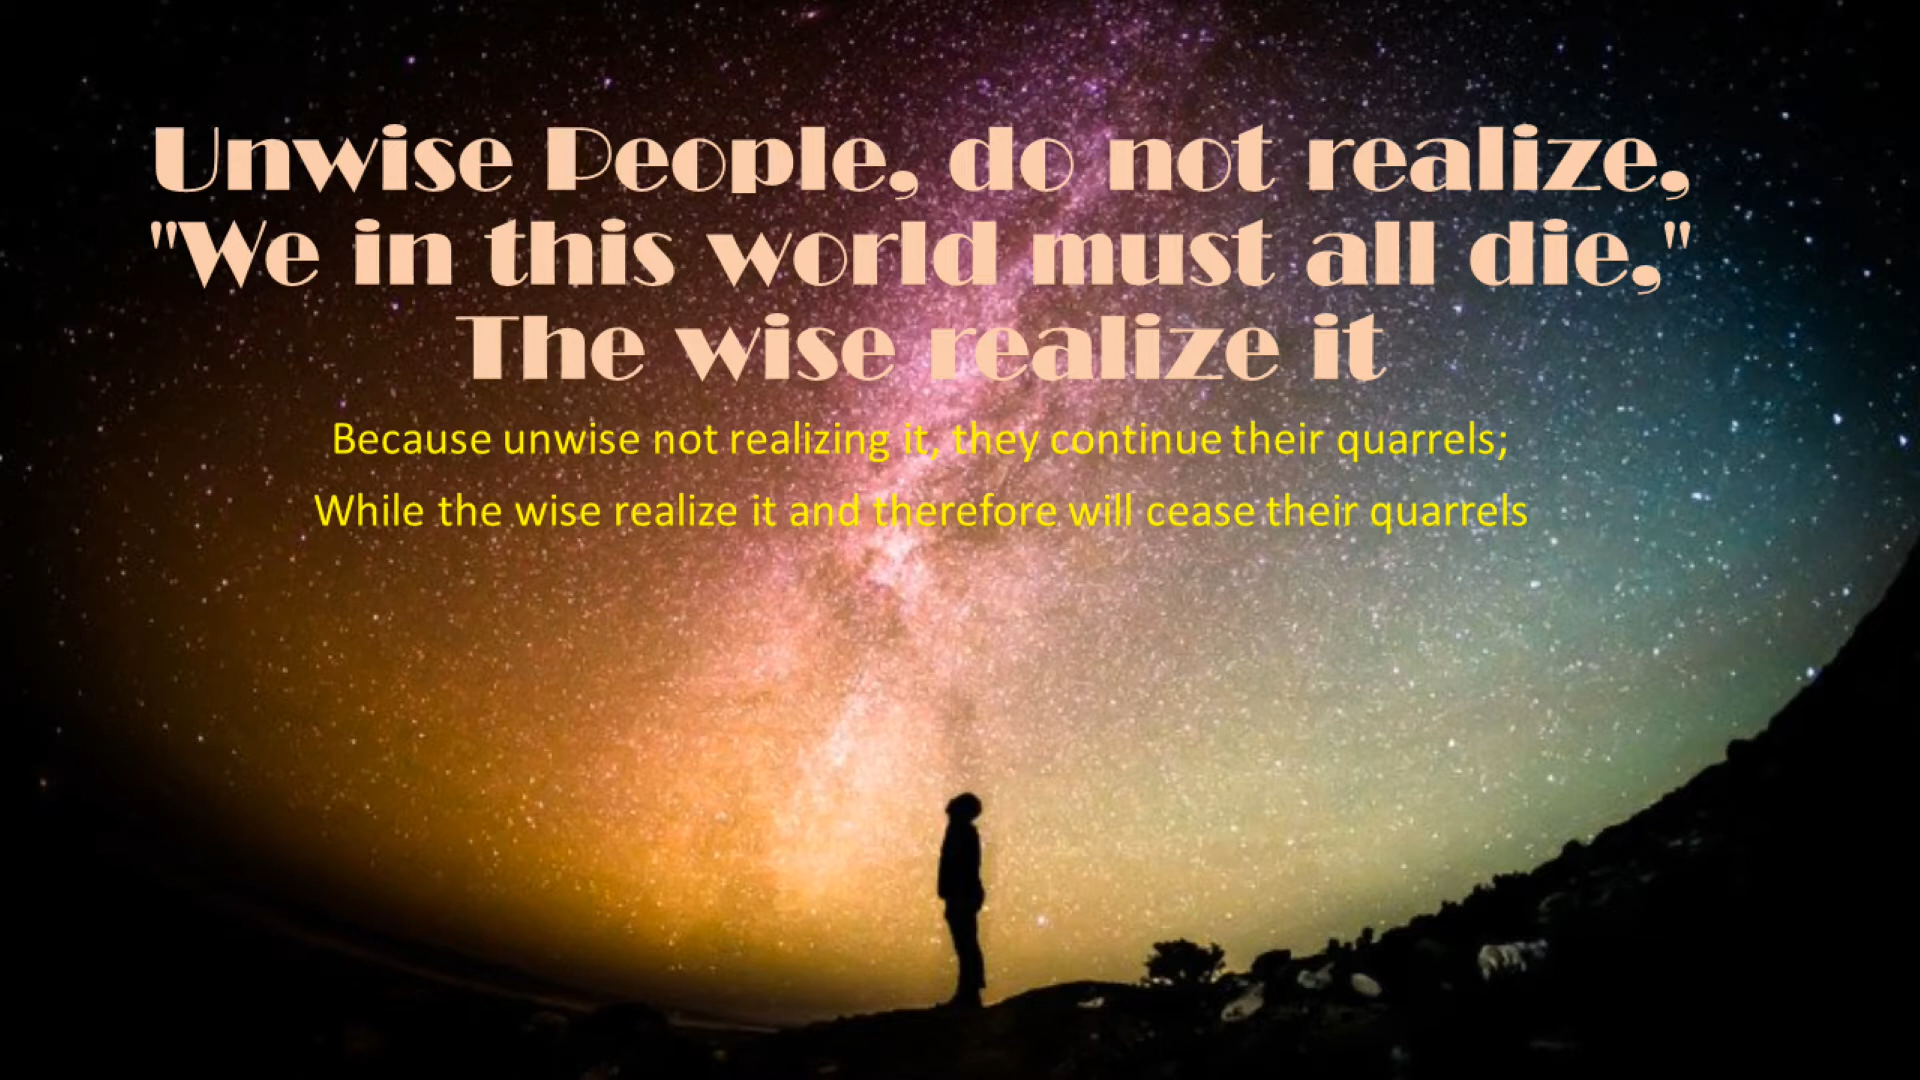 Unwise People, do not realize,
"We in this world must all die,"
The wise realize it
Because unwise not realizing it, they continue their quarrels;
While the wise realize it and therefore will cease their quarrels